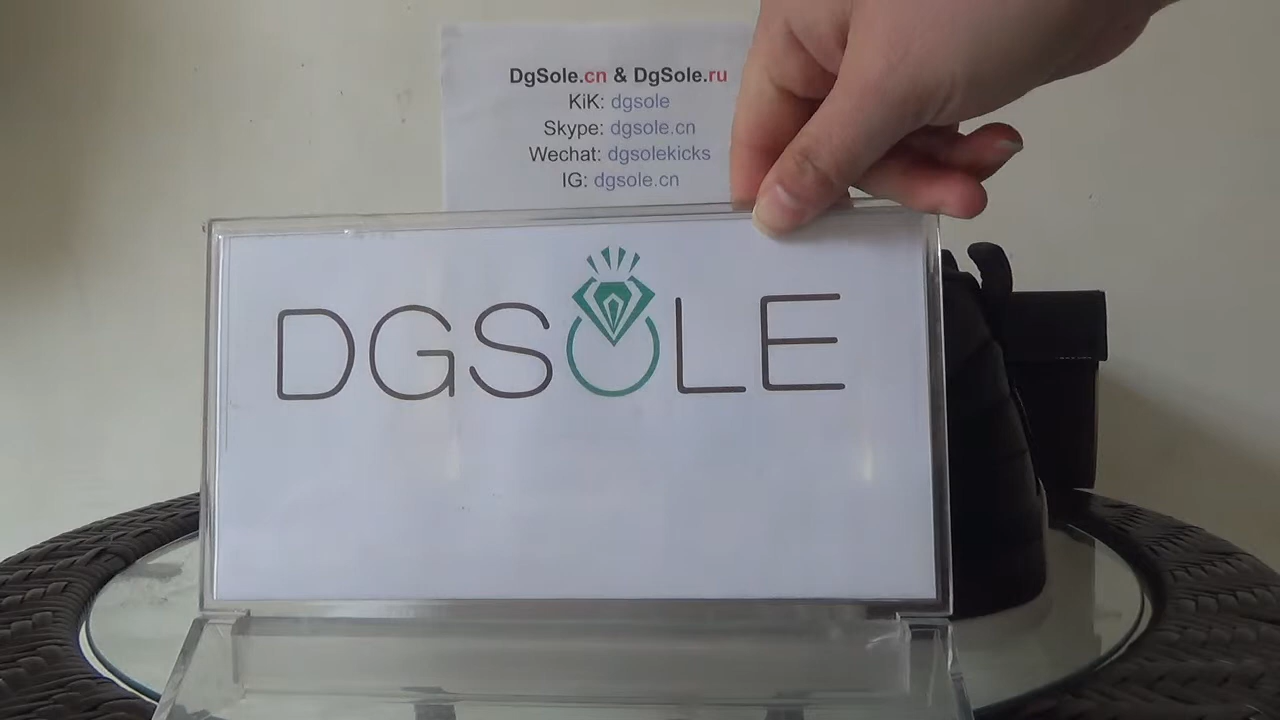 DgSole.cn & DgSole.ru
KiK: dgsole
Skype: dgsole.cn
Wechat: dgsolekicks
IG: dgsole.cn
DGSOLE